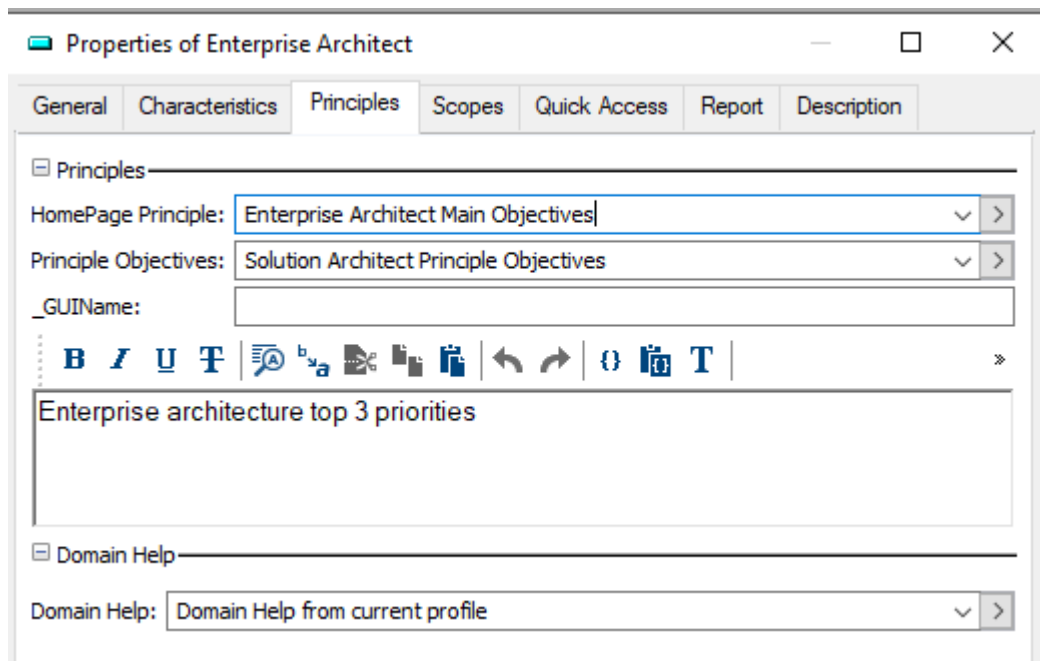 Properties of Enterprise Architect
General Characteristics Principles Scopes Quick Access Report Description
Principles
HomePage Principle: Enterprise Architect Main Objectives
Principle Objectives: Solution Architect Principle Objectives
_GUIName:
B I U T b a {} T »
Enterprise architecture top 3 priorities
Domain Help
Domain Help: Domain Help from current profile